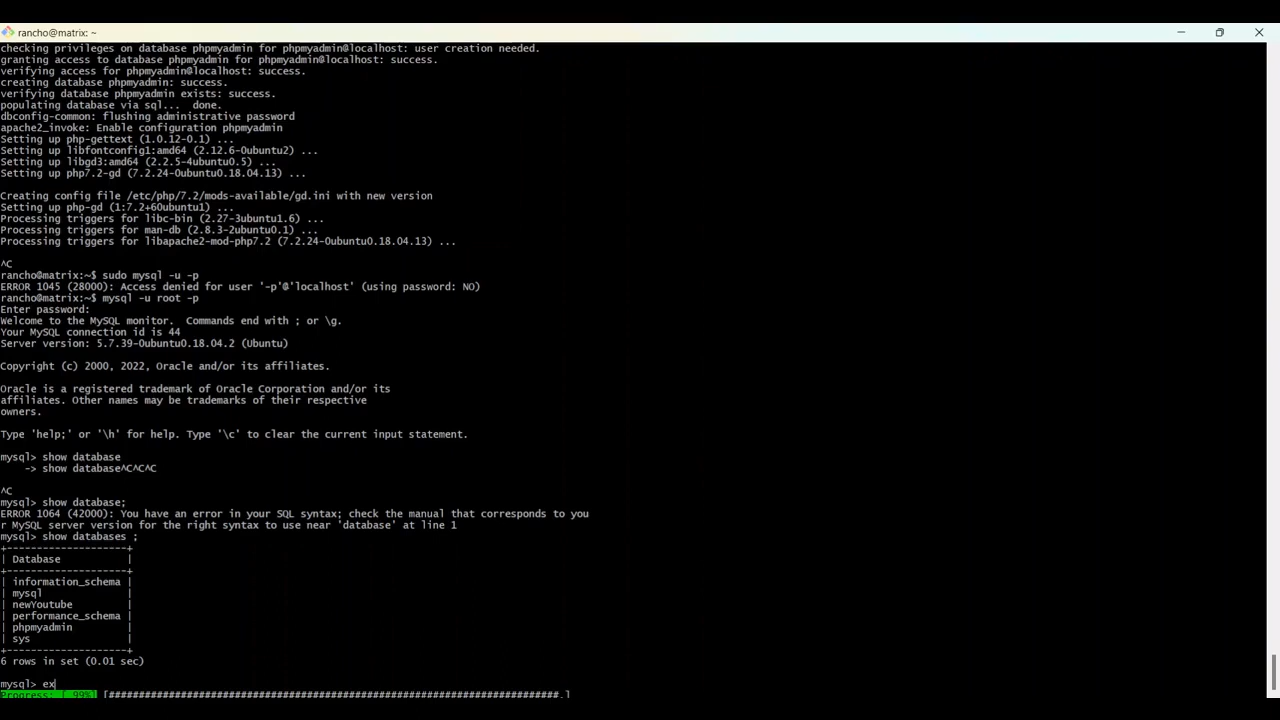 rancho@matrix: ~
checking privileges on database phpmyadmin for phpmyadmin@localhost: user creation needed.
granting access to database phpmyadmin for phpmyadmin@localhost: success.
verifying access for phpmyadmin@localhost: success.
creating database phpmyadmin: success.
verifying database phpmyadmin exists: success.
populating database via sql...  done.
dbconfig-common: flushing administrative password
apache2_invoke: Enable configuration phpmyadmin
Setting up php-gettext (1.0.12-0.1) ...
Setting up libfontconfig1:amd64 (2.12.6-0ubuntu2) ...
Setting up libgd3:amd64 (2.2.5-4ubuntu0.5) ...
Setting up php7.2-gd (7.2.24-0ubuntu0.18.04.13) ...
Creating config file /etc/php/7.2/mods-available/gd.ini with new version
Setting up php-gd (1:7.2+60ubuntu1) ...
Processing triggers for libc-bin (2.27-3ubuntu1.6) ...
Processing triggers for man-db (2.8.3-2ubuntu0.1) ...
Processing triggers for libapache2-mod-php7.2 (7.2.24-0ubuntu0.18.04.13) ...
^C
rancho@matrix:~$ sudo mysql -u -p
ERROR 1045 (28000): Access denied for user '-p'@'localhost' (using password: NO)
rancho@matrix:~$ mysql -u root -p
Enter password:
Welcome to the MySQL monitor.  Commands end with ; or \g.
Your MySQL connection id is 44
Server version: 5.7.39-0ubuntu0.18.04.2 (Ubuntu)
Copyright (c) 2000, 2022, Oracle and/or its affiliates.
Oracle is a registered trademark of Oracle Corporation and/or its
affiliates. Other names may be trademarks of their respective
owners.
Type 'help;' or '\h' for help. Type '\c' to clear the current input statement.
mysql> show database
    -> show database^C^C^C
^C
mysql> show database;
ERROR 1064 (42000): You have an error in your SQL syntax; check the manual that corresponds to you
r MySQL server version for the right syntax to use near 'database' at line 1
mysql> show databases ;
+--------------------+
| Database           |
+--------------------+
| information_schema |
| mysql              |
| newYoutube         |
| performance_schema |
| phpmyadmin         |
| sys                |
+--------------------+
6 rows in set (0.01 sec)
mysql> ex
Progress: [ 99%] [###########################################################################.]